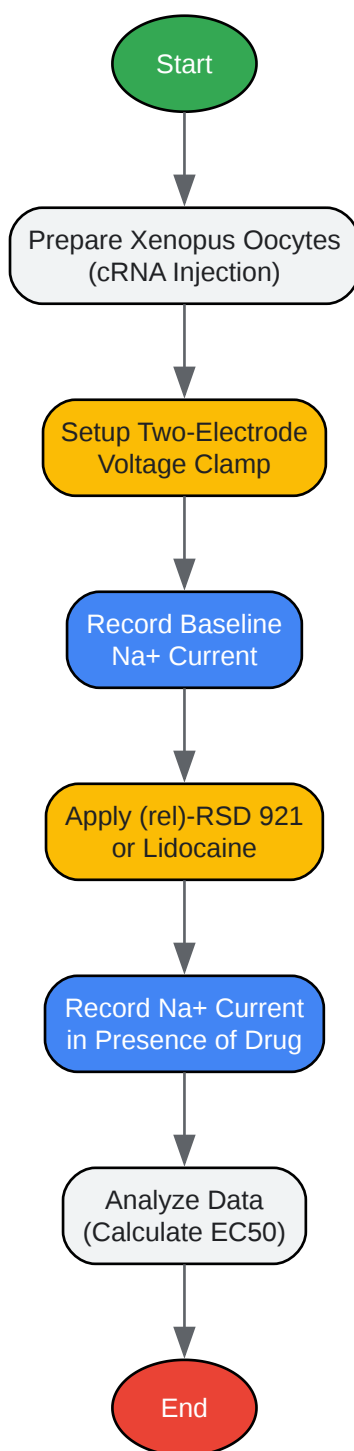 Start
Prepare Xenopus Oocytes
(cRNA Injection)
Setup Two-Electrode
Voltage Clamp
Record Baseline
Na+ Current
Apply (rel)-RSD 921
or Lidocaine
Record Na+ Current
in Presence of Drug
Analyze Data
(Calculate EC50)
End